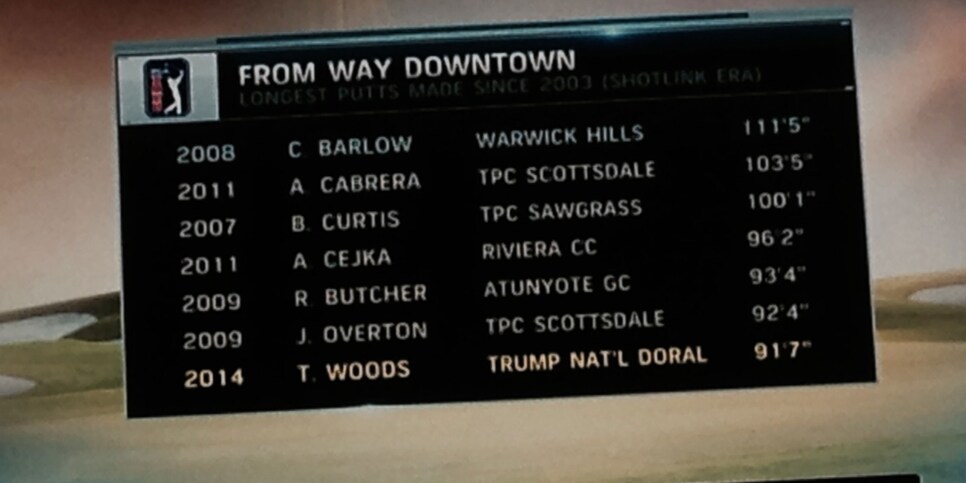 FROM WAY DOWNTOWN
LONGEST PUTTS MADE SINCE 2003 (SHOTLINK ERA)
2008 C BARLOW WARWICK HILLS 111'5"
2011 A CABRERA TPC SCOTTSDALE 103'5"
2007 B. CURTIS TPC SAWGRASS 100'1"
2011 A CEJKA RIVIERA CC 96'2"
2009 R BUTCHER ATUNYOTE GC 93'4"
2009 J. OVERTON TPC SCOTTSDALE 92'4"
2014 T. WOODS TRUMP NAT'L DORAL 91'7"